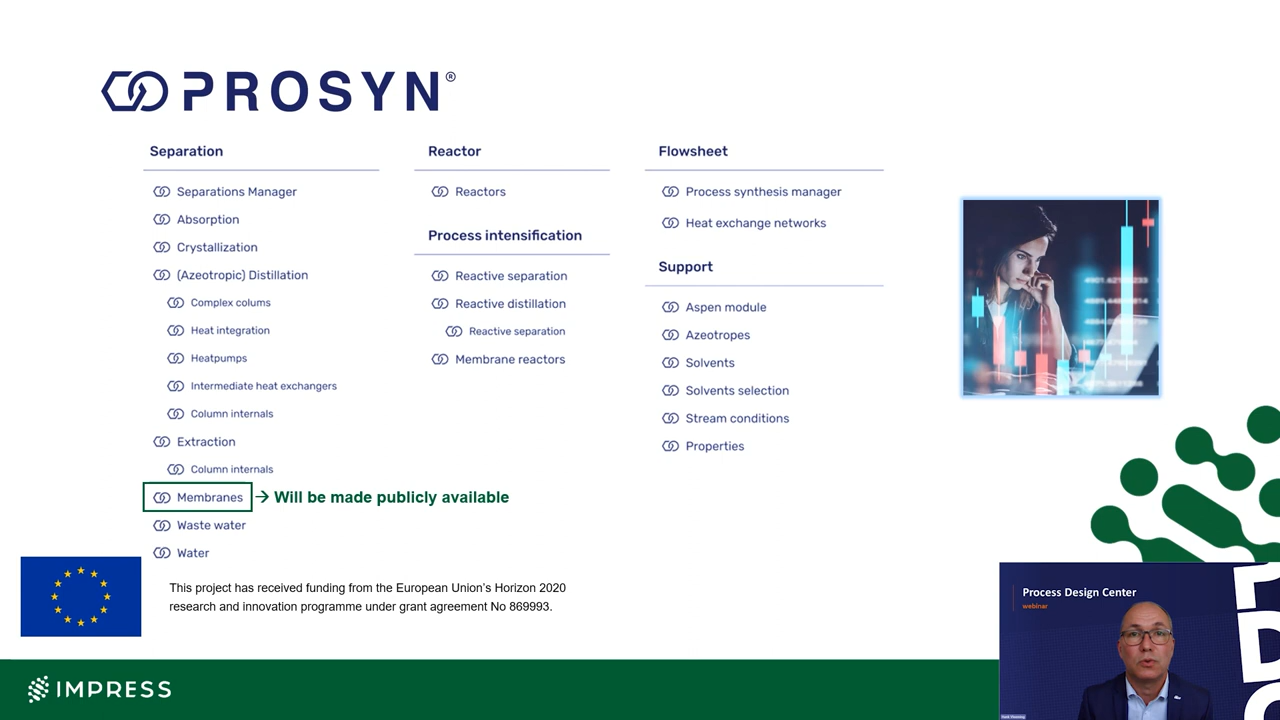 PROSYN®
Separation
Separations Manager
Absorption
Crystallization
(Azeotropic) Distillation
Complex colums
Heat integration
Heatpumps
Intermediate heat exchangers
Column internals
Extraction
Column internals
Membranes → Will be made publicly available
Waste water
Water
Reactor
Reactors
Process intensification
Reactive separation
Reactive distillation
Reactive separation
Membrane reactors
Flowsheet
Process synthesis manager
Heat exchange networks
Support
Aspen module
Azeotropes
Solvents
Solvents selection
Stream conditions
Properties
This project has received funding from the European Union's Horizon 2020
research and innovation programme under grant agreement No 869993.
IMPRESS
Process Design Center
webinar